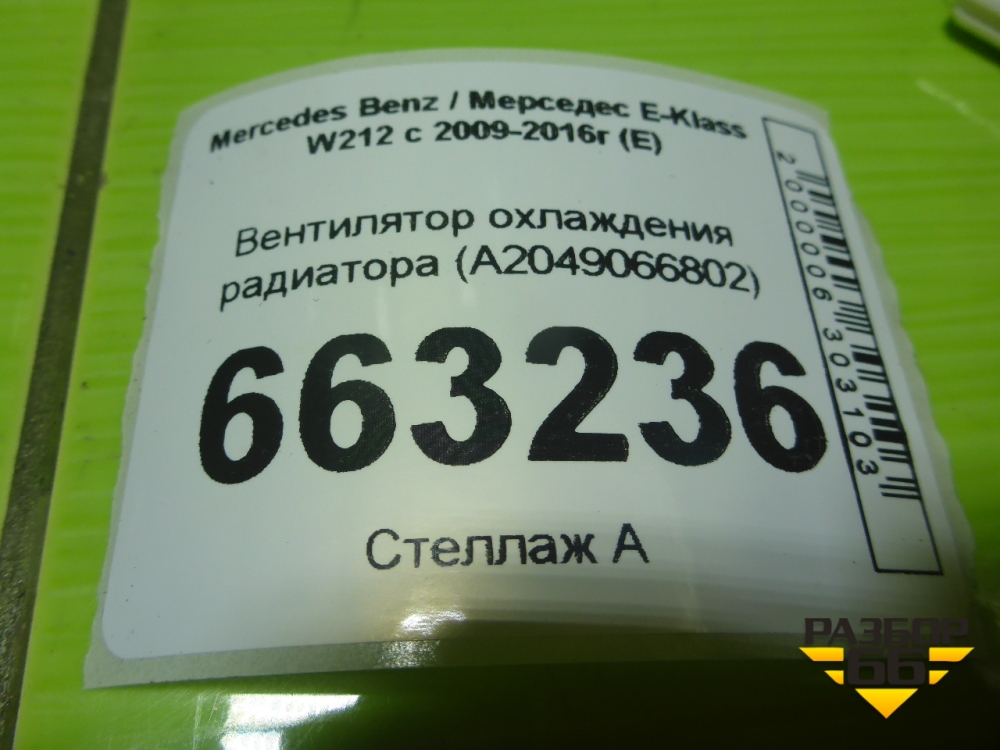 Mercedes Benz / Мерседес E-Klass
W212 с 2009-2016г (E)
Вентилятор охлаждения
радиатора (A2049066802)
663236
Стеллаж А
2000006303103
РАЗБОР
66